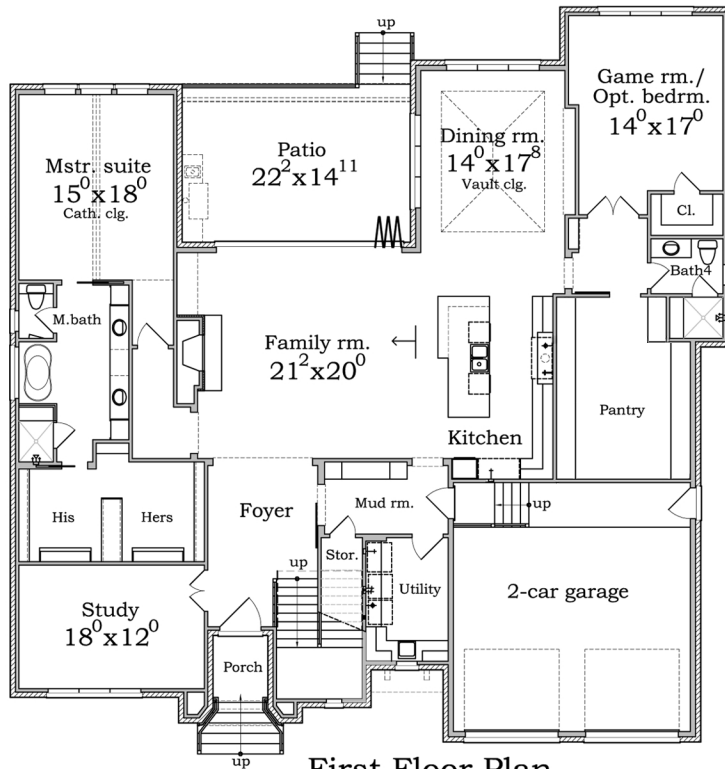 up
Game rm./
Opt. bedrm.
14⁰x17⁰
Dining rm.
14⁰x17⁸
Vault clg.
Patio
22²x14¹¹
Mstr. suite
15⁰x18⁰
Cath. clg.
Cl.
Bath4
M.bath
Family rm.
21²x20⁰
Pantry
Kitchen
His
Hers
Foyer
Mud rm.
up
Stor.
up
Utility
2-car garage
Study
18⁰x12⁰
Porch
up
First Floor Plan